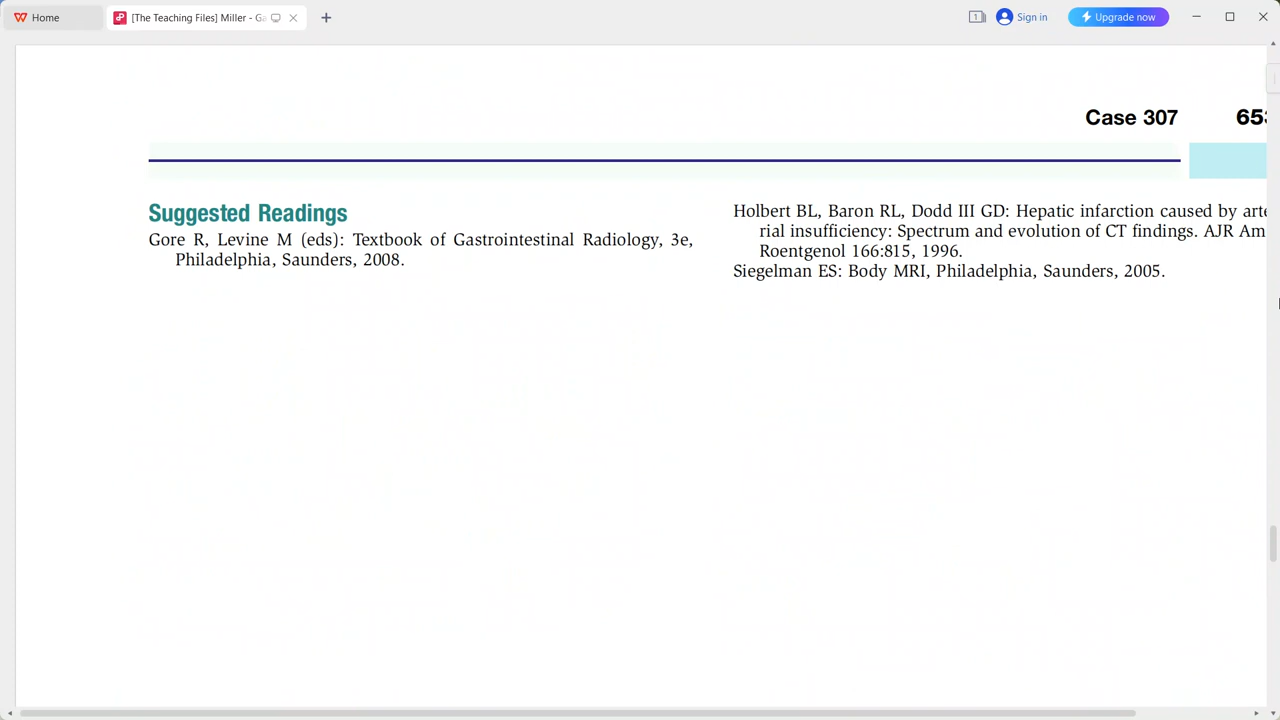 Home
[The Teaching Files] Miller - Ga
1
Sign in
Upgrade now
Case 307
Suggested Readings
Gore R, Levine M (eds): Textbook of Gastrointestinal Radiology, 3e,
Philadelphia, Saunders, 2008.
Holbert BL, Baron RL, Dodd III GD: Hepatic infarction caused by arte
rial insufficiency: Spectrum and evolution of CT findings. AJR Am
Roentgenol 166:815, 1996.
Siegelman ES: Body MRI, Philadelphia, Saunders, 2005.